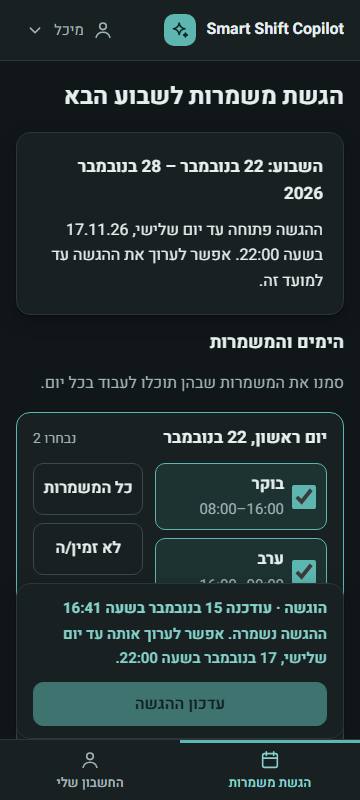 Smart Shift Copilot
מיכל
הגשת משמרות לשבוע הבא
השבוע: 22 בנובמבר – 28 בנובמבר
2026
ההגשה פתוחה עד יום שלישי, 17.11.26
בשעה 22:00. אפשר לערוך את ההגשה עד
למועד זה.
הימים והמשמרות
סמנו את המשמרות שבהן תוכלו לעבוד בכל יום.
יום ראשון, 22 בנובמבר
נבחרו 2
בוקר
08:00–16:00
כל המשמרות
ערב
לא זמין/ה
הוגשה · עודכנה 15 בנובמבר בשעה 16:41
ההגשה נשמרה. אפשר לערוך אותה עד יום
שלישי, 17 בנובמבר בשעה 22:00.
עדכון ההגשה
הגשת משמרות
החשבון שלי